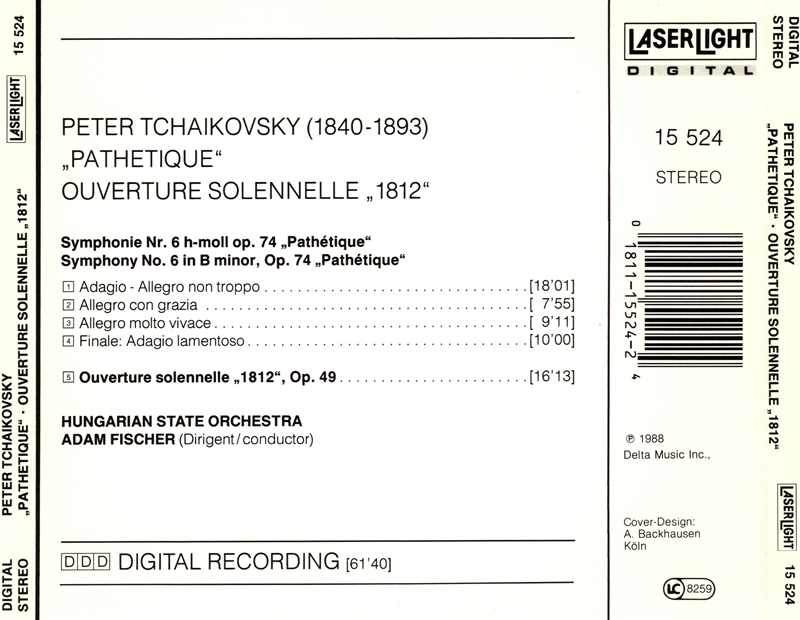 15 524
LASERLIGHT
PETER TCHAIKOVSKY
„PATHETIQUE“ · OUVERTURE SOLENNELLE „1812“
DIGITAL
STEREO
PETER TCHAIKOVSKY (1840-1893)
„PATHETIQUE“
OUVERTURE SOLENNELLE „1812“
Symphonie Nr. 6 h-moll op. 74 „Pathétique“
Symphony No. 6 in B minor, Op. 74 „Pathétique“
1 Adagio - Allegro non troppo . . . . . . . . . . . . . . . . . . . . . . . . . . . . . . . [18’01]
2 Allegro con grazia . . . . . . . . . . . . . . . . . . . . . . . . . . . . . . . . . . . . . . [ 7’55]
3 Allegro molto vivace . . . . . . . . . . . . . . . . . . . . . . . . . . . . . . . . . . . . [ 9’11]
4 Finale: Adagio lamentoso . . . . . . . . . . . . . . . . . . . . . . . . . . . . . . . . [10’00]
5 Ouverture solennelle „1812“, Op. 49 . . . . . . . . . . . . . . . . . . . . . . . [16’13]
HUNGARIAN STATE ORCHESTRA
ADAM FISCHER (Dirigent/conductor)
DDD DIGITAL RECORDING [61’40]
LASERLIGHT
DIGITAL
15 524
STEREO
0 1811-15524-2 4
℗ 1988
Delta Music Inc.,
Cover-Design:
A. Backhausen
Köln
LC 8259
DIGITAL
STEREO
PETER TCHAIKOVSKY
„PATHETIQUE“ · OUVERTURE SOLENNELLE „1812“
LASERLIGHT
15 524